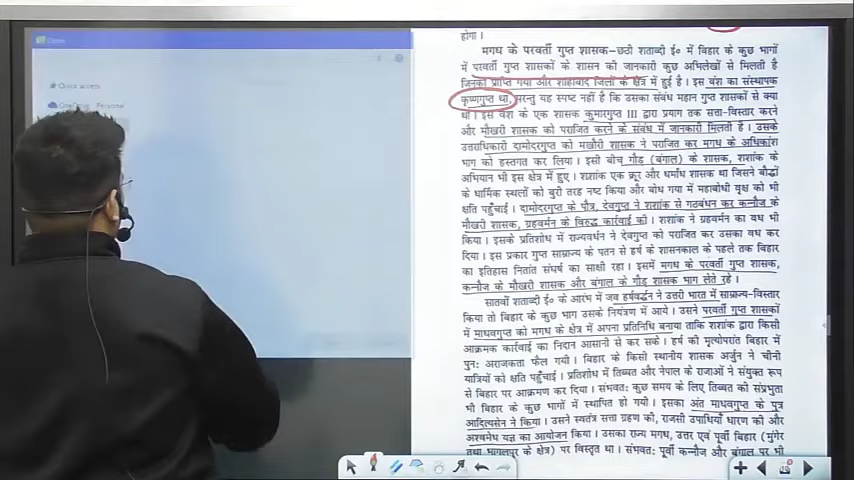 Open
Quick access
OneDrive Personal
होगा।
मगध के परवर्ती गुप्त शासक–छठी शताब्दी ई० में बिहार के कुछ भागों
में परवर्ती गुप्त शासकों के शासन की जानकारी कुछ अभिलेखों से मिलती है
जिनकी प्राप्ति गया और शाहाबाद जिलों के क्षेत्र में हुई है। इस वंश का संस्थापक
कृष्णगुप्त था, परन्तु यह स्पष्ट नहीं है कि उसका संबंध महान गुप्त शासकों से क्या
था। इस वंश के एक शासक कुमारगुप्त III द्वारा प्रयाग तक सत्ता-विस्तार करने
और मौखरी शासक को पराजित करने के संबंध में जानकारी मिलती है। उसके
उत्तराधिकारी दामोदरगुप्त को मखौरी शासक ने पराजित कर मगध के अधिकांश
भाग को हस्तगत कर लिया। इसी बीच गौड़ (बंगाल) के शासक, शशांक के
अभियान भी इस क्षेत्र में हुए। शशांक एक क्रूर और धर्मांध शासक था जिसने बौद्धों
के धार्मिक स्थलों को बुरी तरह नष्ट किया और बोध गया में महाबोधी वृक्ष को भी
क्षति पहुँचाई। दामोदरगुप्त के पौत्र, देवगुप्त ने शशांक से गठबंधन कर कन्नौज के
मौखरी शासक, ग्रहवर्मन के विरुद्ध कार्रवाई की। शशांक ने ग्रहवर्मन का वध भी
किया। इसके प्रतिशोध में राज्यवर्धन ने देवगुप्त को पराजित कर उसका वध कर
दिया। इस प्रकार गुप्त साम्राज्य के पतन से हर्ष के शासनकाल के पहले तक बिहार
का इतिहास नितांत संघर्ष का साक्षी रहा। इसमें मगध के परवर्ती गुप्त शासक,
कन्नौज के मौखरी शासक और बंगाल के गौड़ शासक भाग लेते रहे।
सातवीं शताब्दी ई० के आरंभ में जब हर्षवर्द्धन ने उत्तरी भारत में साम्राज्य-विस्तार
किया तो बिहार के कुछ भाग उसके नियंत्रण में आये। उसने परवर्ती गुप्त शासकों
में माधवगुप्त को मगध के क्षेत्र में अपना प्रतिनिधि बनाया ताकि शशांक द्वारा किसी
आक्रमक कार्रवाई का निदान आसानी से कर सके। हर्ष की मृत्योपरांत बिहार में
पुन: अराजकता फैल गयी। बिहार के किसी स्थानीय शासक अर्जुन ने चीनी
यात्रियों को क्षति पहुँचाई। प्रतिशोध में तिब्बत और नेपाल के राजाओं ने संयुक्त रूप
से बिहार पर आक्रमण कर दिया। संभवत: कुछ समय के लिए तिब्बत की संप्रभुता
भी बिहार के कुछ भागों में स्थापित हो गयी। इसका अंत माधवगुप्त के पुत्र
आदित्यसेन ने किया। उसने स्वतंत्र सत्ता ग्रहण की, राजसी उपाधियाँ धारण की और
अश्वमेध यज्ञ का आयोजन किया। उसका राज्य मगध, उत्तर एवं पूर्वी बिहार (मुंगेर
तथा भागलपुर के क्षेत्र) पर विस्तृत था। संभवत: पूर्वी कन्नौज और बंगाल पर भी